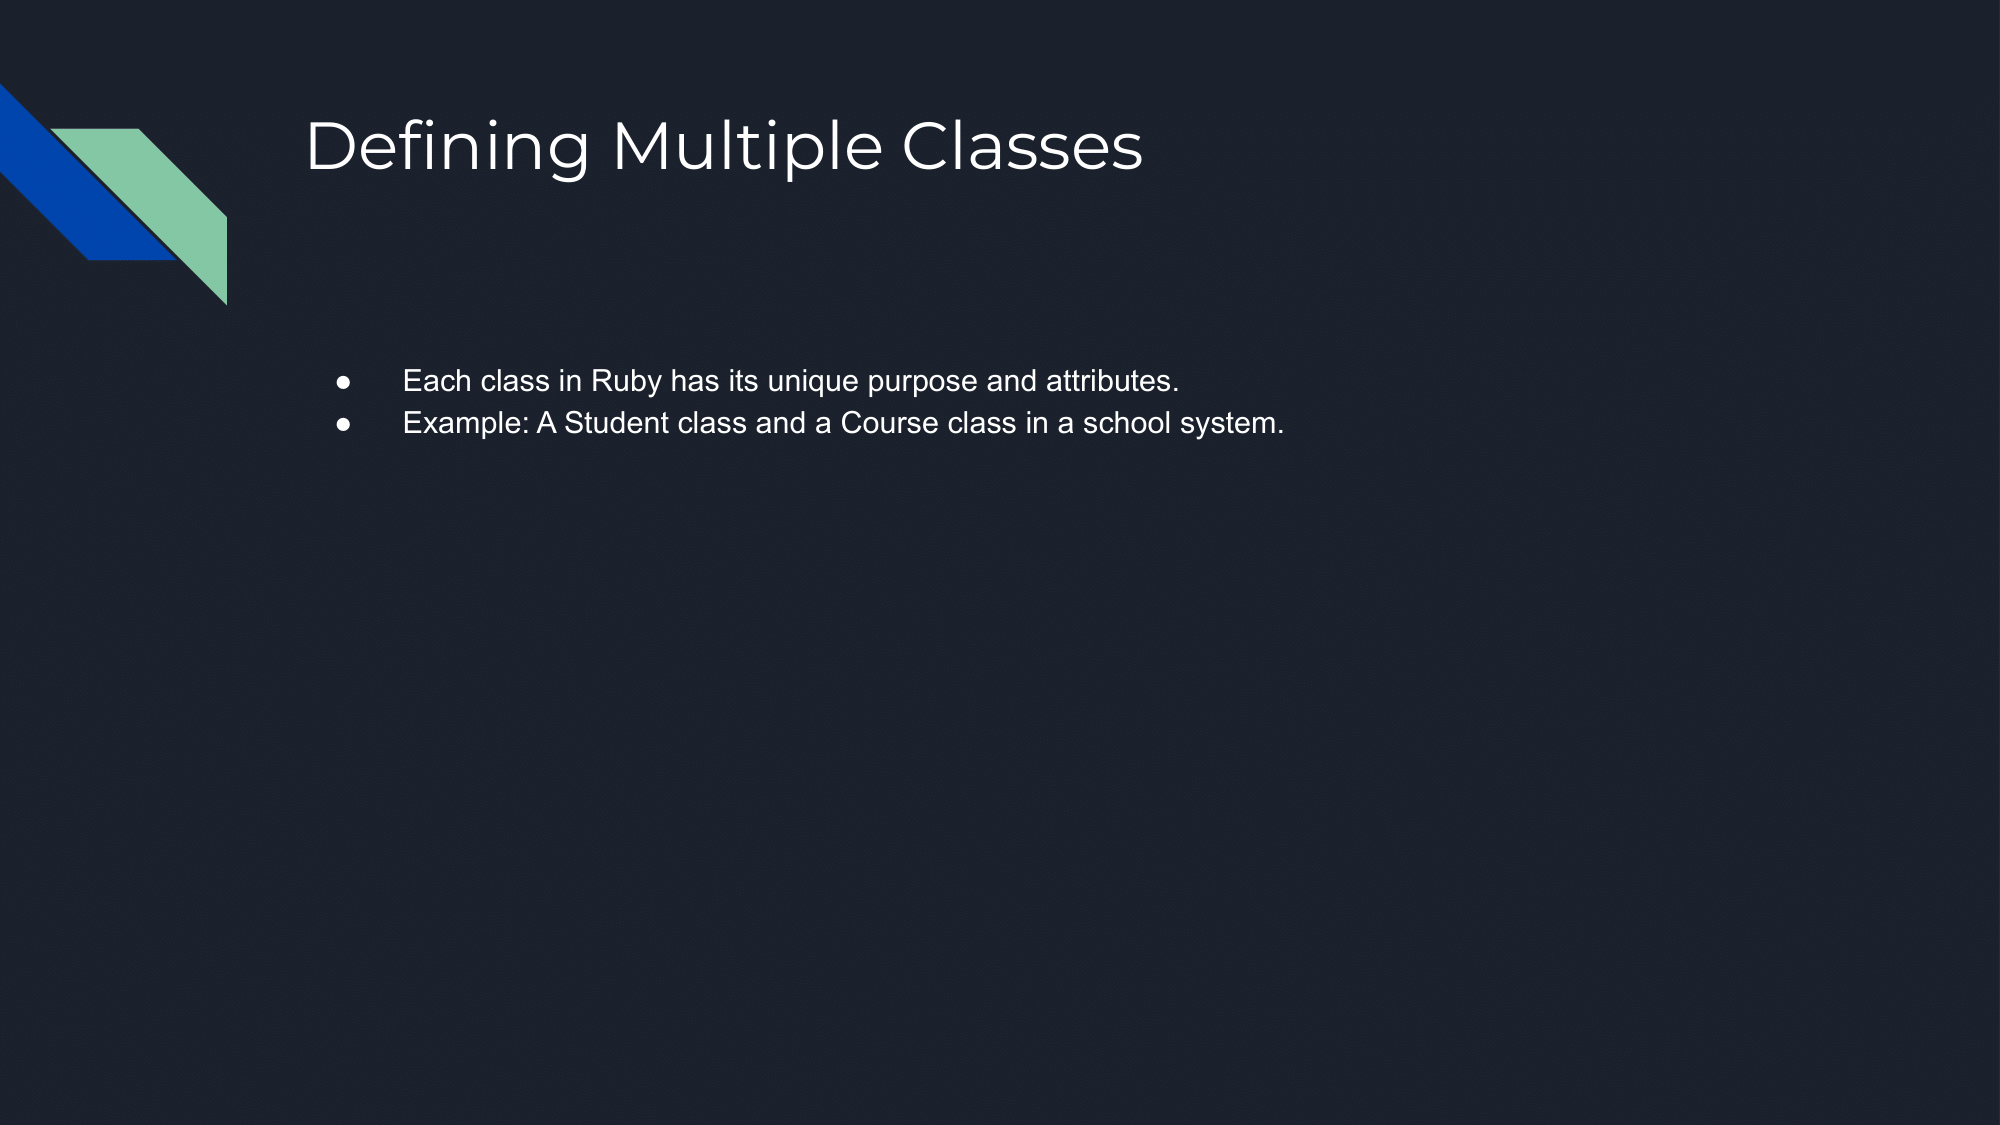 Defining Multiple Classes
● Each class in Ruby has its unique purpose and attributes.
● Example: A Student class and a Course class in a school system.